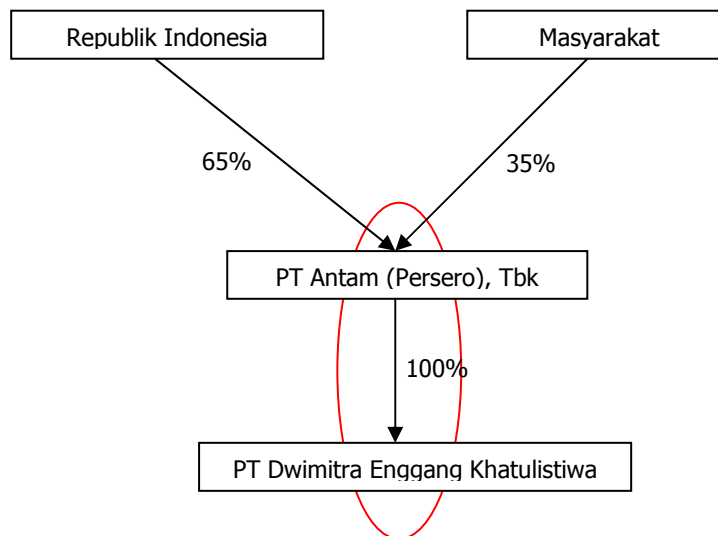 Republik Indonesia
Masyarakat
65%
35%
PT Antam (Persero), Tbk
100%
PT Dwimitra Enggang Khatulistiwa